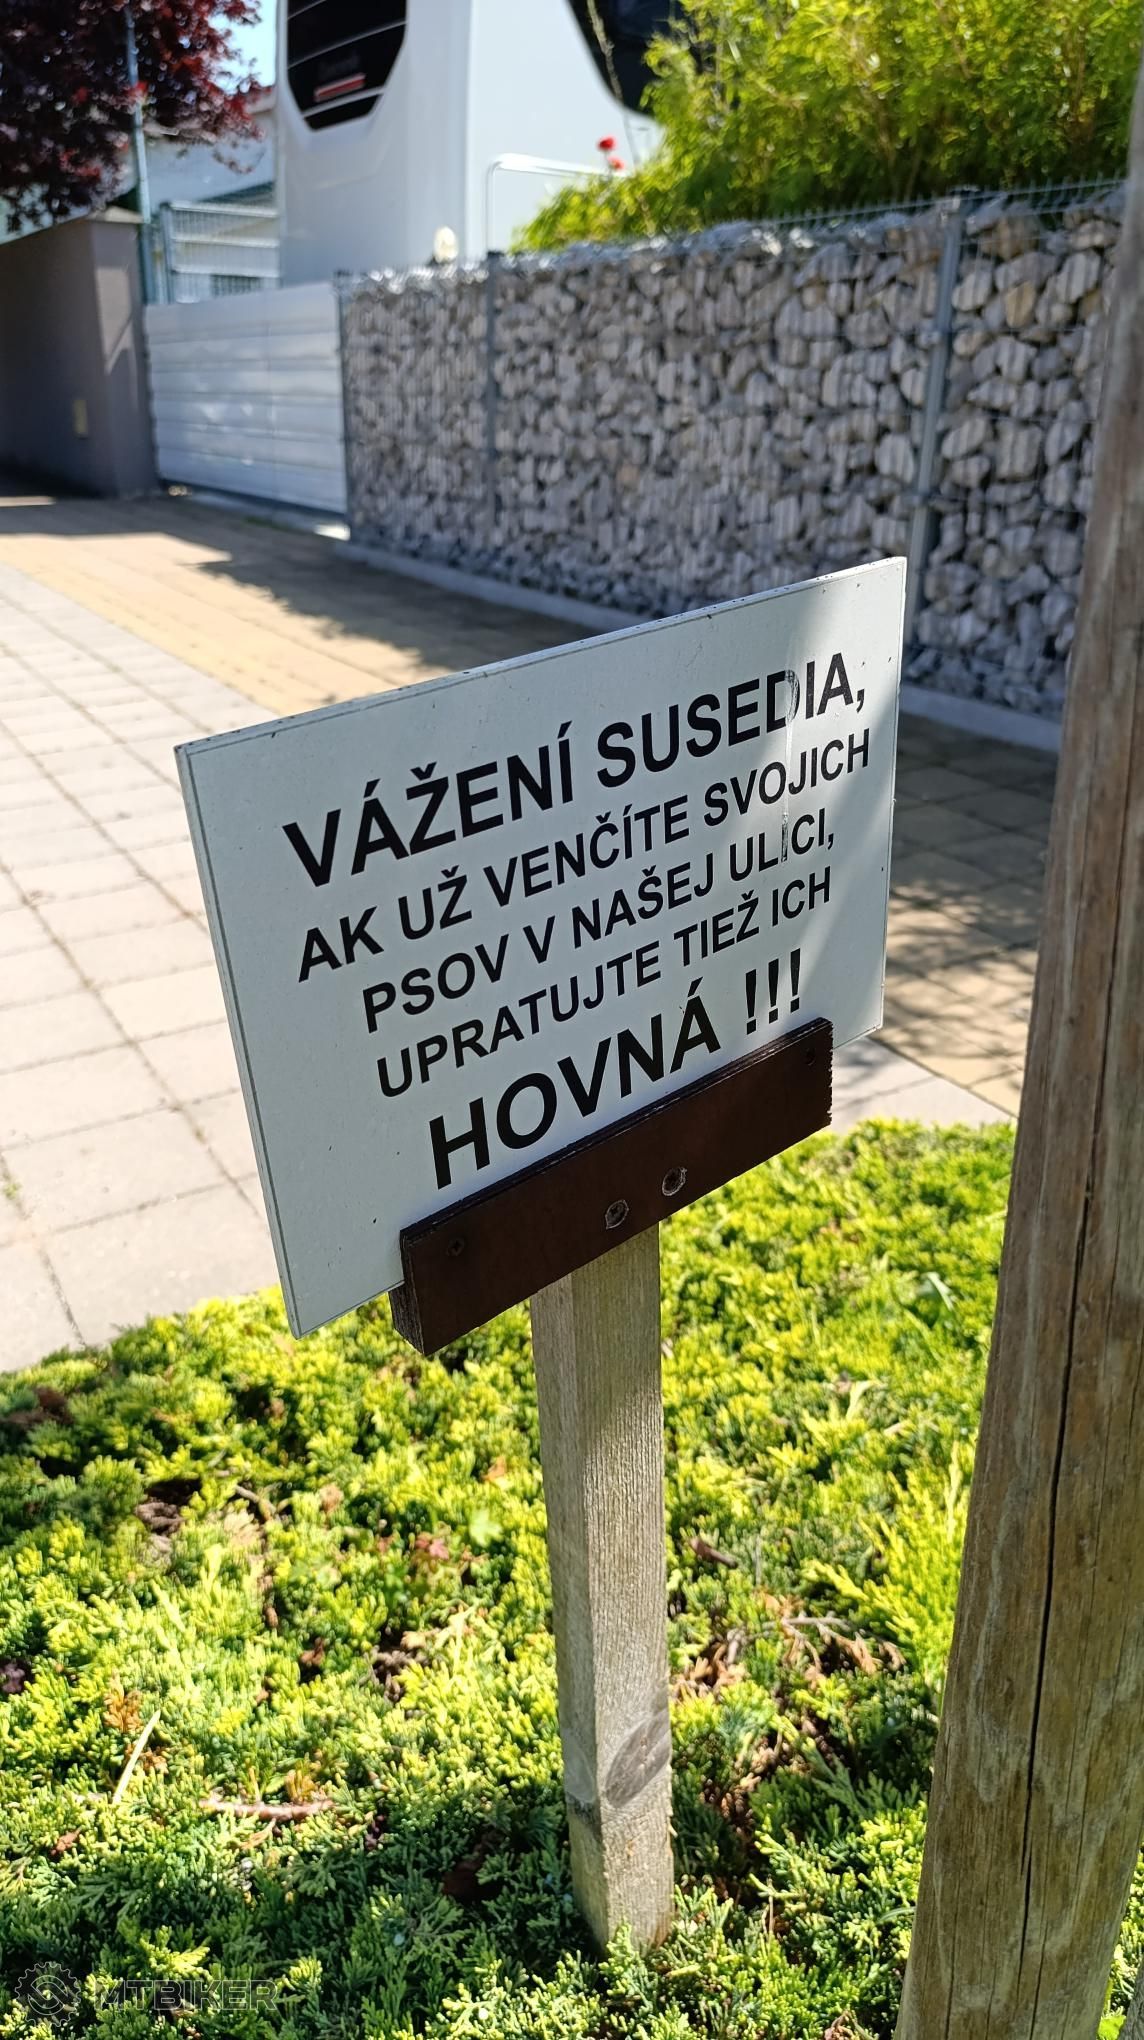 VÁŽENÍ SUSEDIA,
AK UŽ VENČÍTE SVOJICH
PSOV V NAŠEJ ULICI,
UPRATUJTE TIEŽ ICH
HOVNÁ !!!
MTBIKER